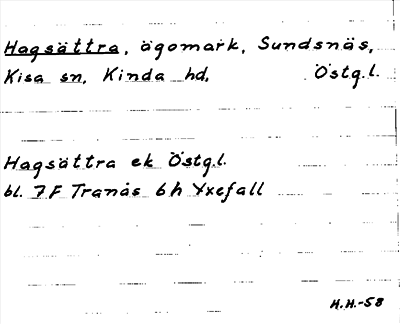 Hagsättra, ägomark, Sundsnäs,
Kisa sn, Kinda hd, Östg.l.
Hagsättra ek Östg.l.
bl. 7F Tranås 6h Yxefall
H.H.-58